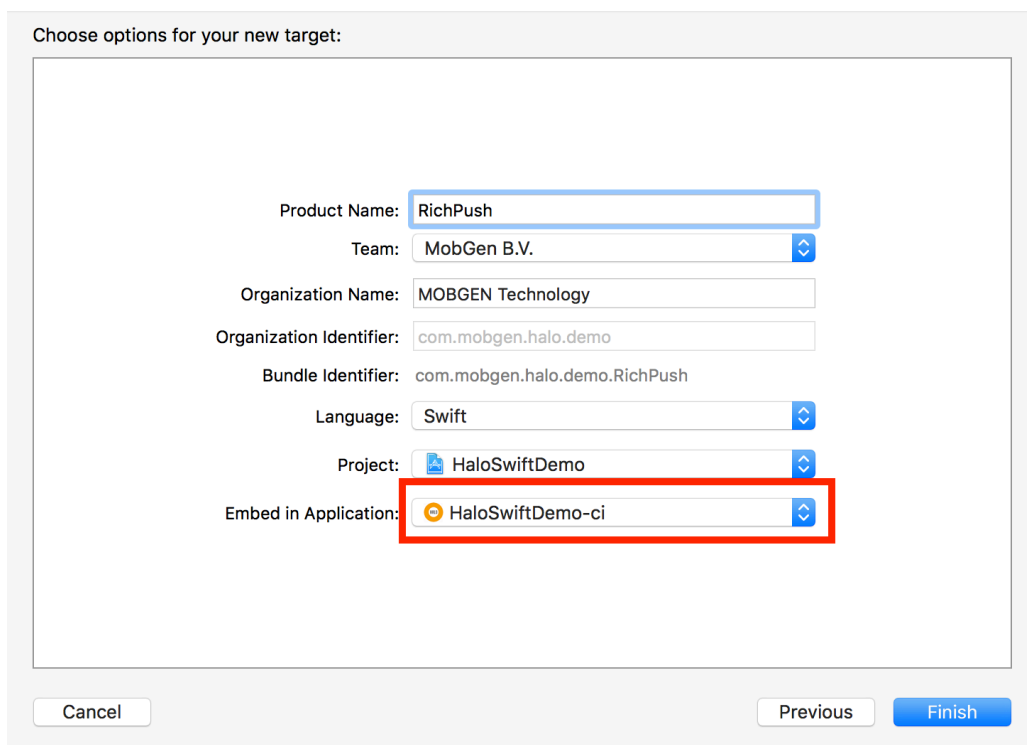 Choose options for your new target:
Product Name: RichPush
Team: MobGen B.V.
Organization Name: MOBGEN Technology
Organization Identifier: com.mobgen.halo.demo
Bundle Identifier: com.mobgen.halo.demo.RichPush
Language: Swift
Project: HaloSwiftDemo
Embed in Application: HaloSwiftDemo-ci
Cancel Previous Finish